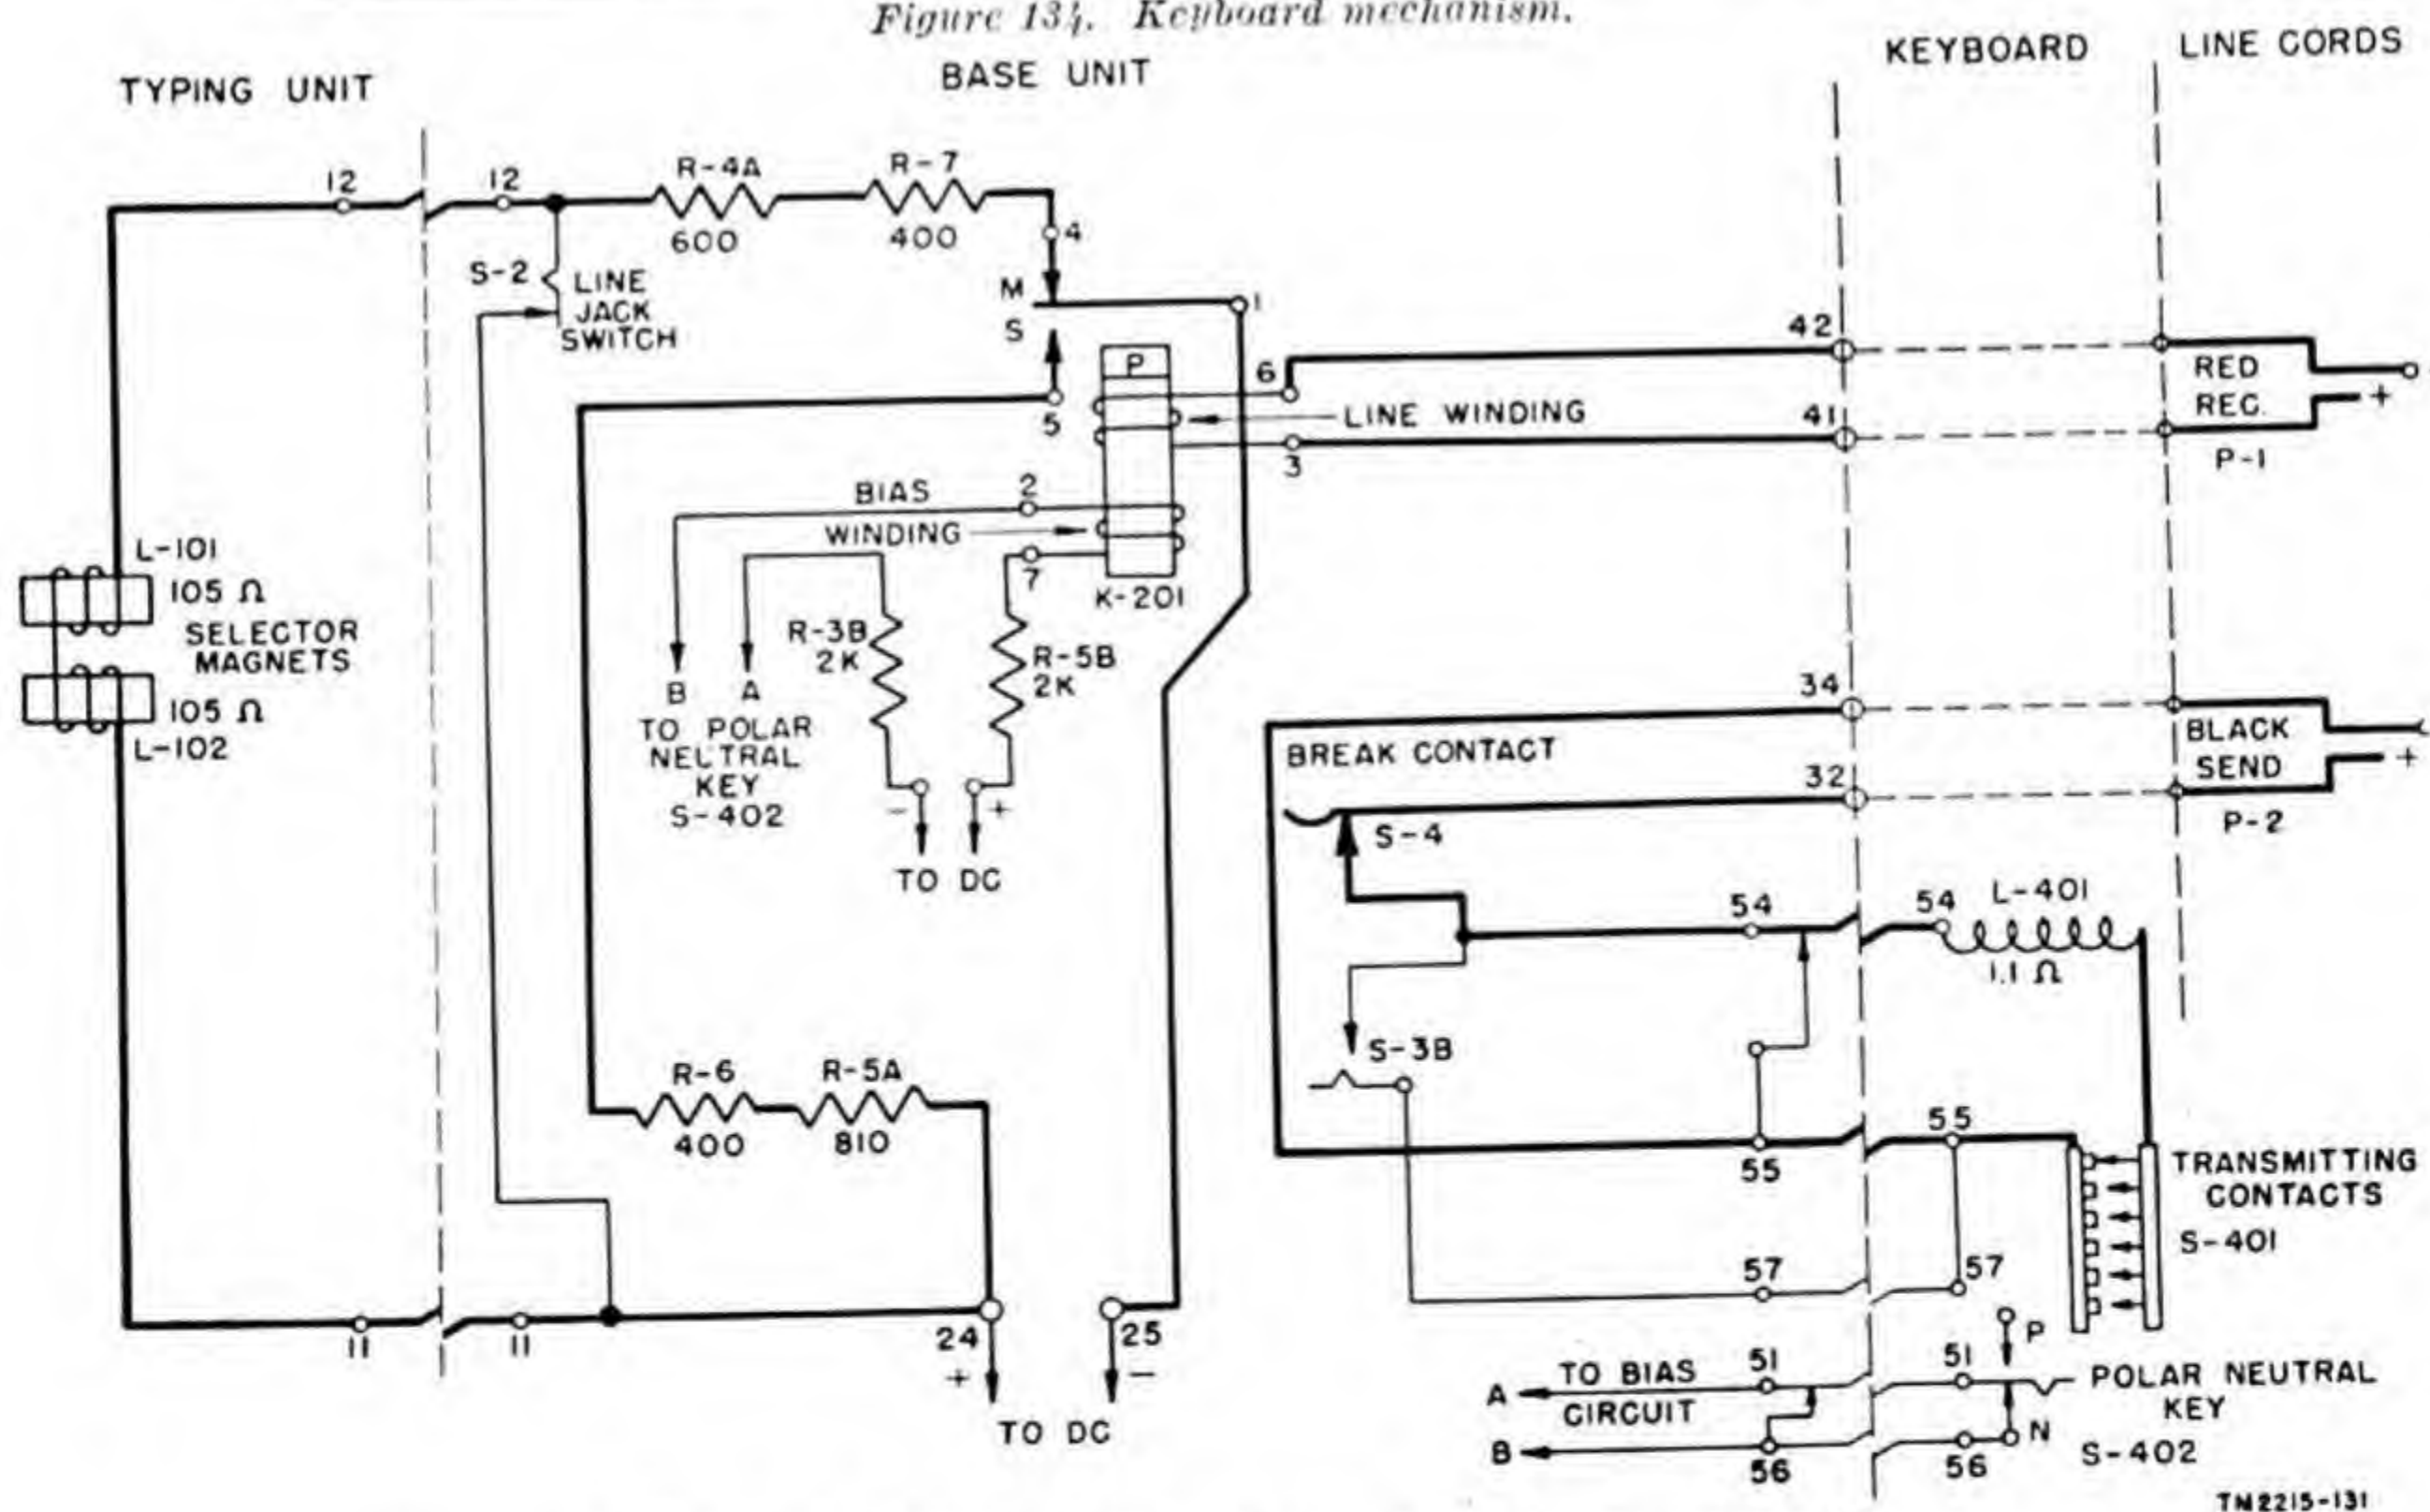 Figure 134. Keyboard mechanism.
TYPING UNIT
BASE UNIT
KEYBOARD
LINE CORDS
12
12
R-4A
600
R-7
400
4
S-2
LINE
JACK
SWITCH
M
S
1
5
P
6
LINE WINDING
3
42
41
RED
REC.
+
P-1
BIAS
2
WINDING
7
K-201
L-101
105 Ω
SELECTOR
MAGNETS
105 Ω
L-102
R-3B
2K
R-5B
2K
B
A
TO POLAR
NEUTRAL
KEY
S-402
-
+
TO DC
34
BREAK CONTACT
32
BLACK
SEND
+
P-2
S-4
54
54
L-401
1.1 Ω
S-3B
R-6
400
R-5A
810
55
55
TRANSMITTING
CONTACTS
S-401
57
57
11
11
24
+
25
-
TO DC
P
A
TO BIAS
CIRCUIT
51
51
POLAR NEUTRAL
KEY
S-402
B
56
56
N
TM2215-131